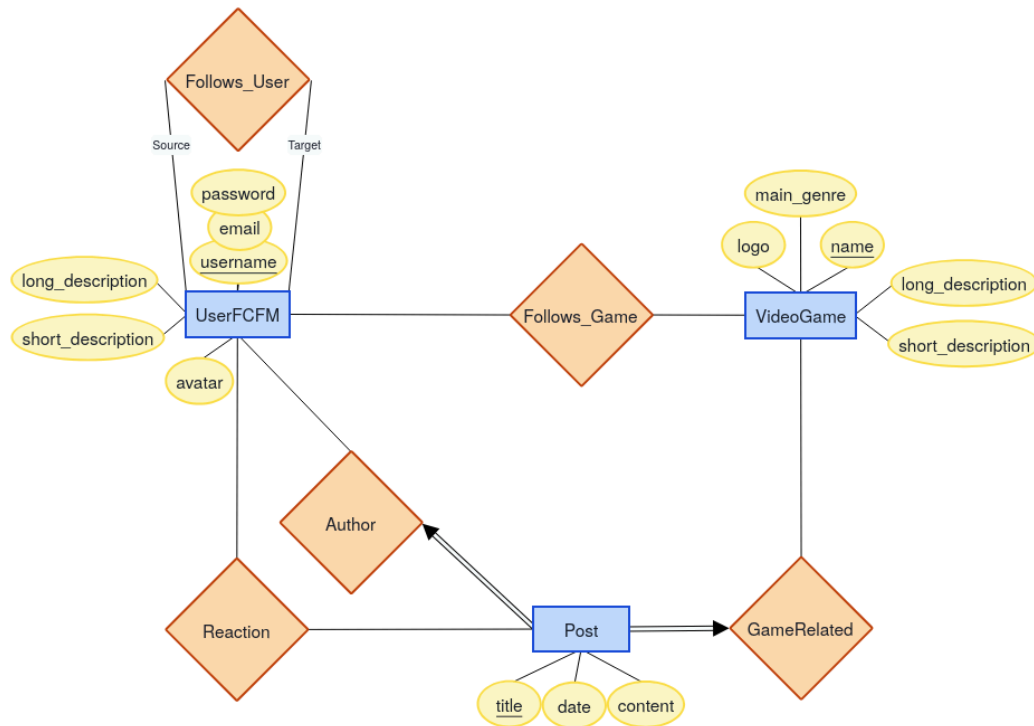 Follows_User
Source
Target
password
email
username
long_description
short_description
UserFCFM
avatar
Follows_Game
main_genre
logo
name
VideoGame
long_description
short_description
Author
Reaction
Post
GameRelated
title
date
content